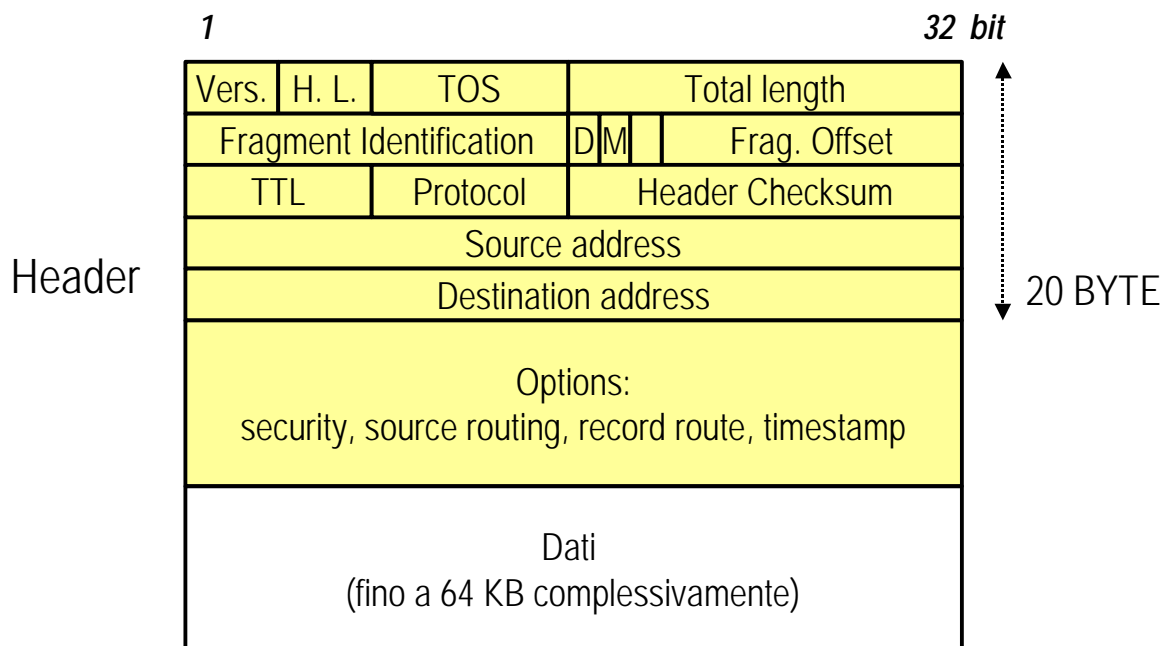 1 32 bit
Vers. H. L. TOS Total length
Fragment Identification D M Frag. Offset
TTL Protocol Header Checksum
Source address
Header
Destination address
20 BYTE
Options:
security, source routing, record route, timestamp
Dati
(fino a 64 KB complessivamente)